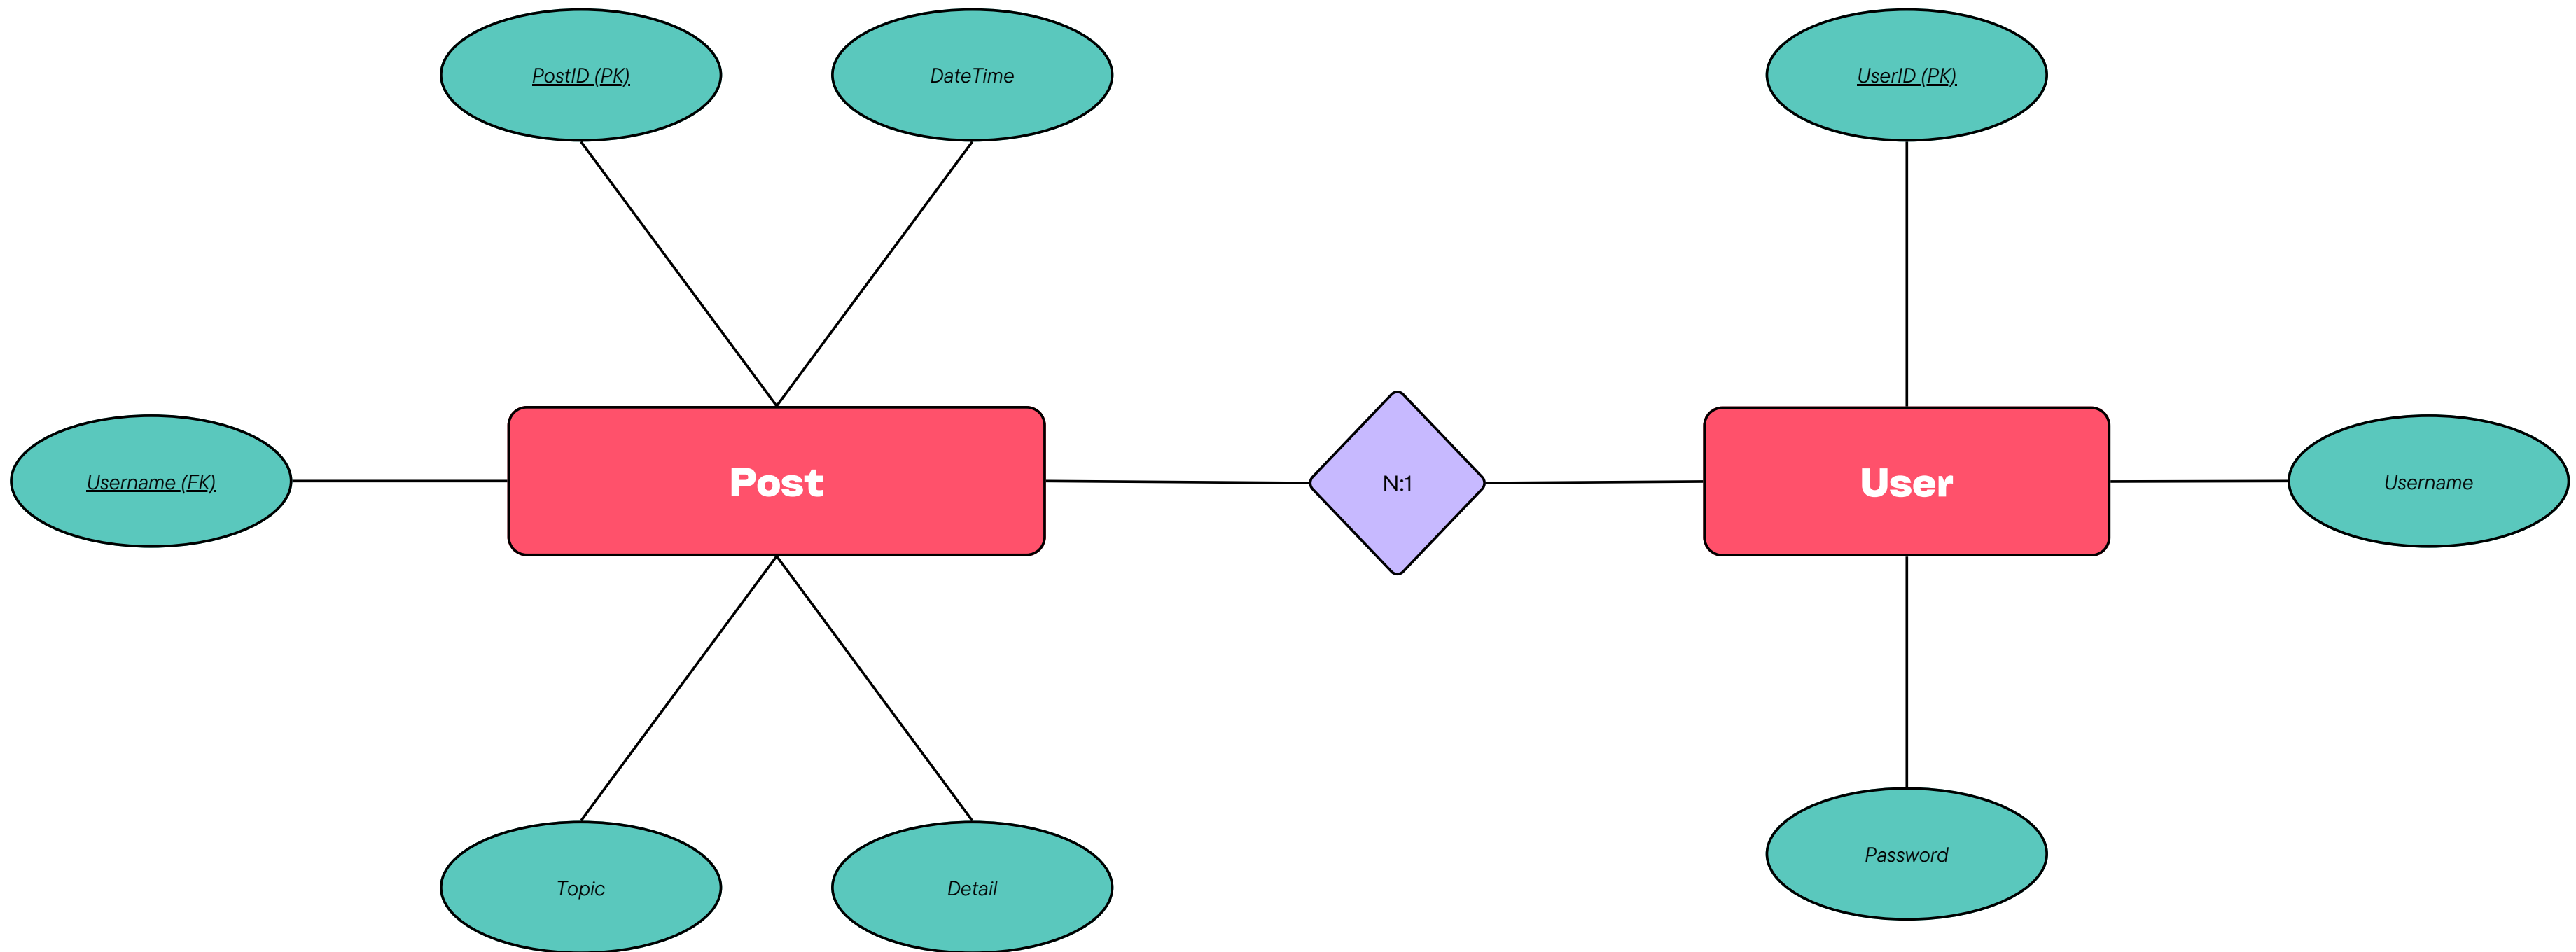 PostID (PK)
DateTime
UserID (PK)
Username (FK)
Post
N:1
User
Username
Topic
Detail
Password